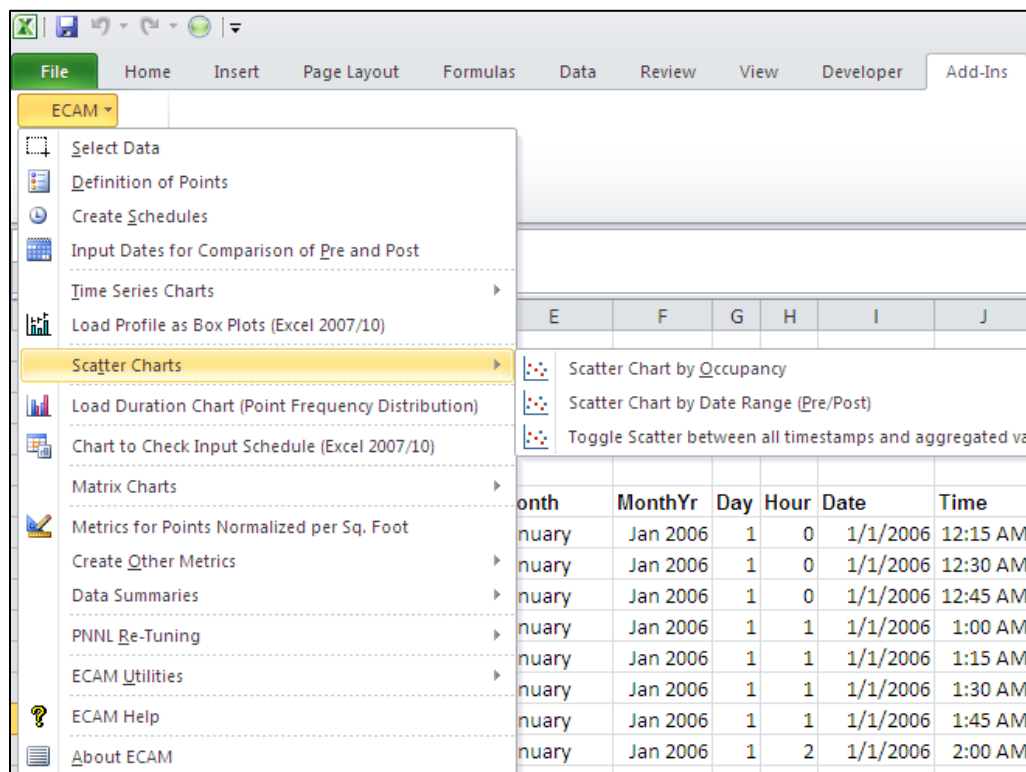 File Home Insert Page Layout Formulas Data Review View Developer Add-Ins
ECAM
Select Data
Definition of Points
Create Schedules
Input Dates for Comparison of Pre and Post
Time Series Charts
Load Profile as Box Plots (Excel 2007/10)
Scatter Charts
Load Duration Chart (Point Frequency Distribution)
Chart to Check Input Schedule (Excel 2007/10)
Matrix Charts
Metrics for Points Normalized per Sq. Foot
Create Other Metrics
Data Summaries
PNNL Re-Tuning
ECAM Utilities
ECAM Help
About ECAM
Scatter Chart by Occupancy
Scatter Chart by Date Range (Pre/Post)
Toggle Scatter between all timestamps and aggregated va
E F G H I J
onth MonthYr Day Hour Date Time
nuary Jan 2006 1 0 1/1/2006 12:15 AM
nuary Jan 2006 1 0 1/1/2006 12:30 AM
nuary Jan 2006 1 0 1/1/2006 12:45 AM
nuary Jan 2006 1 1 1/1/2006 1:00 AM
nuary Jan 2006 1 1 1/1/2006 1:15 AM
nuary Jan 2006 1 1 1/1/2006 1:30 AM
nuary Jan 2006 1 1 1/1/2006 1:45 AM
nuary Jan 2006 1 2 1/1/2006 2:00 AM